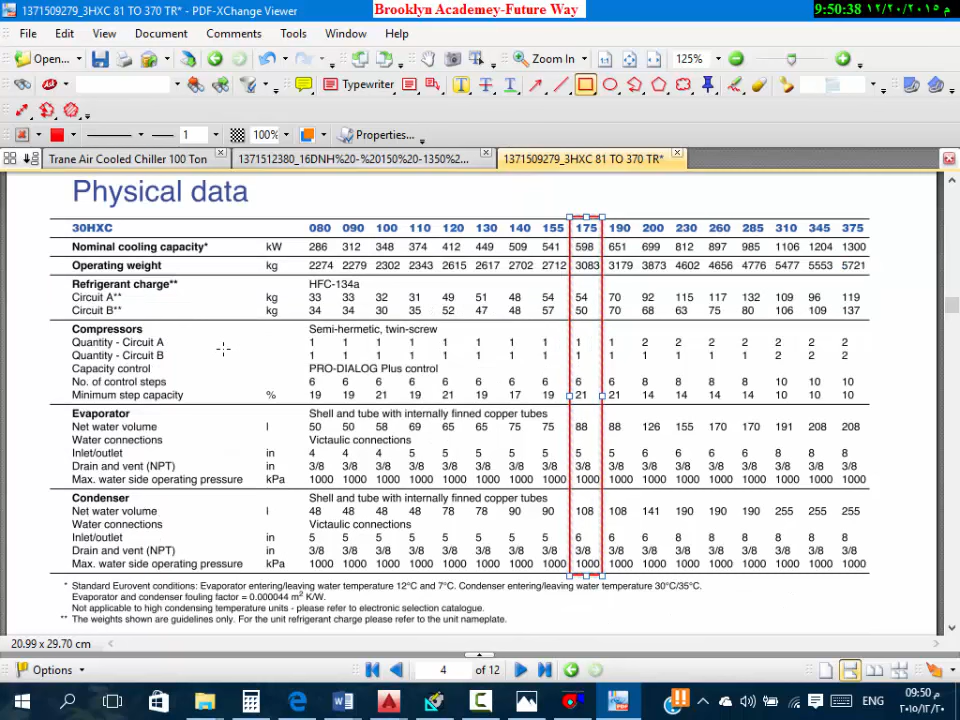 1371509279_3HXC 81 TO 370 TR* - PDF-XChange Viewer
Brooklyn Academey-Future Way
9:50:38 م ١٢/٢٠/٢٠١٥
File Edit View Document Comments Tools Window Help
Open... Zoom In 125%
Typewriter
1 100% Properties...
Trane Air Cooled Chiller 100 Ton 1371512380_16DNH%20-%20150%20-1350%2... 1371509279_3HXC 81 TO 370 TR*
Physical data
30HXC 080 090 100 110 120 130 140 155 175 190 200 230 260 285 310 345 375
Nominal cooling capacity* kW 286 312 348 374 412 449 509 541 598 651 699 812 897 985 1106 1204 1300
Operating weight kg 2274 2279 2302 2343 2615 2617 2702 2712 3083 3179 3873 4602 4656 4776 5477 5553 5721
Refrigerant charge** HFC-134a
Circuit A** kg 33 33 32 31 49 51 48 54 54 70 92 115 117 132 109 96 119
Circuit B** kg 34 34 30 35 52 47 48 57 50 70 68 63 75 80 106 109 137
Compressors Semi-hermetic, twin-screw
Quantity - Circuit A 1 1 1 1 1 1 1 1 1 1 2 2 2 2 2 2 2
Quantity - Circuit B 1 1 1 1 1 1 1 1 1 1 1 1 1 1 2 2 2
Capacity control PRO-DIALOG Plus control
No. of control steps 6 6 6 6 6 6 6 6 6 6 8 8 8 8 10 10 10
Minimum step capacity % 19 19 21 19 21 19 17 19 21 21 14 14 14 14 10 10 10
Evaporator Shell and tube with internally finned copper tubes
Net water volume l 50 50 58 69 65 65 75 75 88 88 126 155 170 170 191 208 208
Water connections Victaulic connections
Inlet/outlet in 4 4 4 5 5 5 5 5 5 5 6 6 6 6 8 8 8
Drain and vent (NPT) in 3/8 3/8 3/8 3/8 3/8 3/8 3/8 3/8 3/8 3/8 3/8 3/8 3/8 3/8 3/8 3/8 3/8
Max. water side operating pressure kPa 1000 1000 1000 1000 1000 1000 1000 1000 1000 1000 1000 1000 1000 1000 1000 1000 1000
Condenser Shell and tube with internally finned copper tubes
Net water volume l 48 48 48 48 78 78 90 90 108 108 141 190 190 190 255 255 255
Water connections Victaulic connections
Inlet/outlet in 5 5 5 5 5 5 5 5 6 6 6 8 8 8 8 8 8
Drain and vent (NPT) in 3/8 3/8 3/8 3/8 3/8 3/8 3/8 3/8 3/8 3/8 3/8 3/8 3/8 3/8 3/8 3/8 3/8
Max. water side operating pressure kPa 1000 1000 1000 1000 1000 1000 1000 1000 1000 1000 1000 1000 1000 1000 1000 1000 1000
* Standard Eurovent conditions: Evaporator entering/leaving water temperature 12°C and 7°C. Condenser entering/leaving water temperature 30°C/35°C.
Evaporator and condenser fouling factor = 0.000044 m² K/W.
Not applicable to high condensing temperature units - please refer to electronic selection catalogue.
** The weights shown are guidelines only. For the unit refrigerant charge please refer to the unit nameplate.
20.99 x 29.70 cm
Options 4 of 12
ENG 09:50 م
٢٠١٥/١٢/٢٠